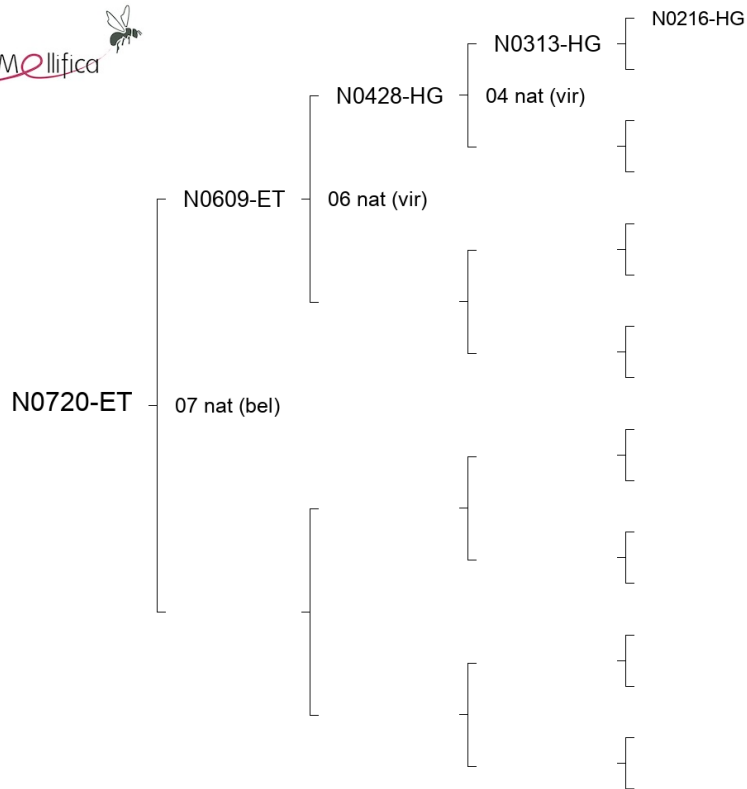 Mellifica
N0216-HG
N0313-HG
N0428-HG
04 nat (vir)
N0609-ET
06 nat (vir)
N0720-ET
07 nat (bel)